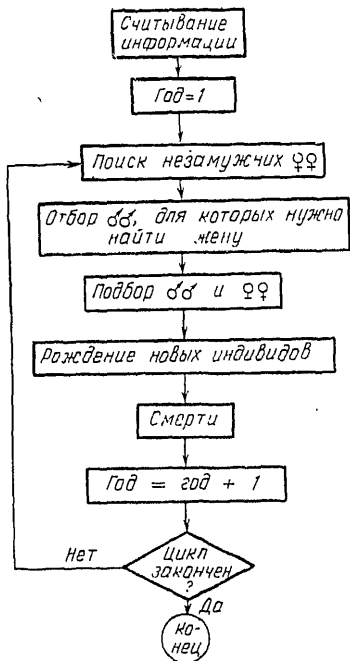 Считывание
информации
Год=1
Поиск незамужних ♀♀
Отбор ♂♂, для которых нужно
найти жену
Подбор ♂♂ и ♀♀
Рождение новых индивидов
Смерти
Год = год + 1
Цикл
закончен
?
Нет
Да
Ко-
нец